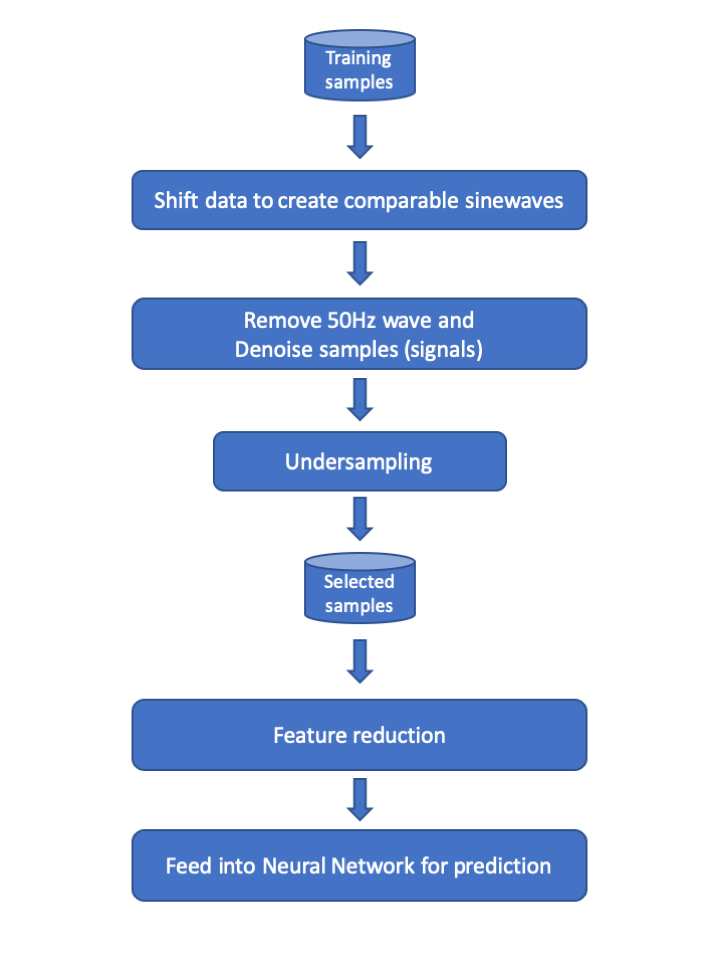 Training
samples
Shift data to create comparable sinewaves
Remove 50Hz wave and
Denoise samples (signals)
Undersampling
Selected
samples
Feature reduction
Feed into Neural Network for prediction